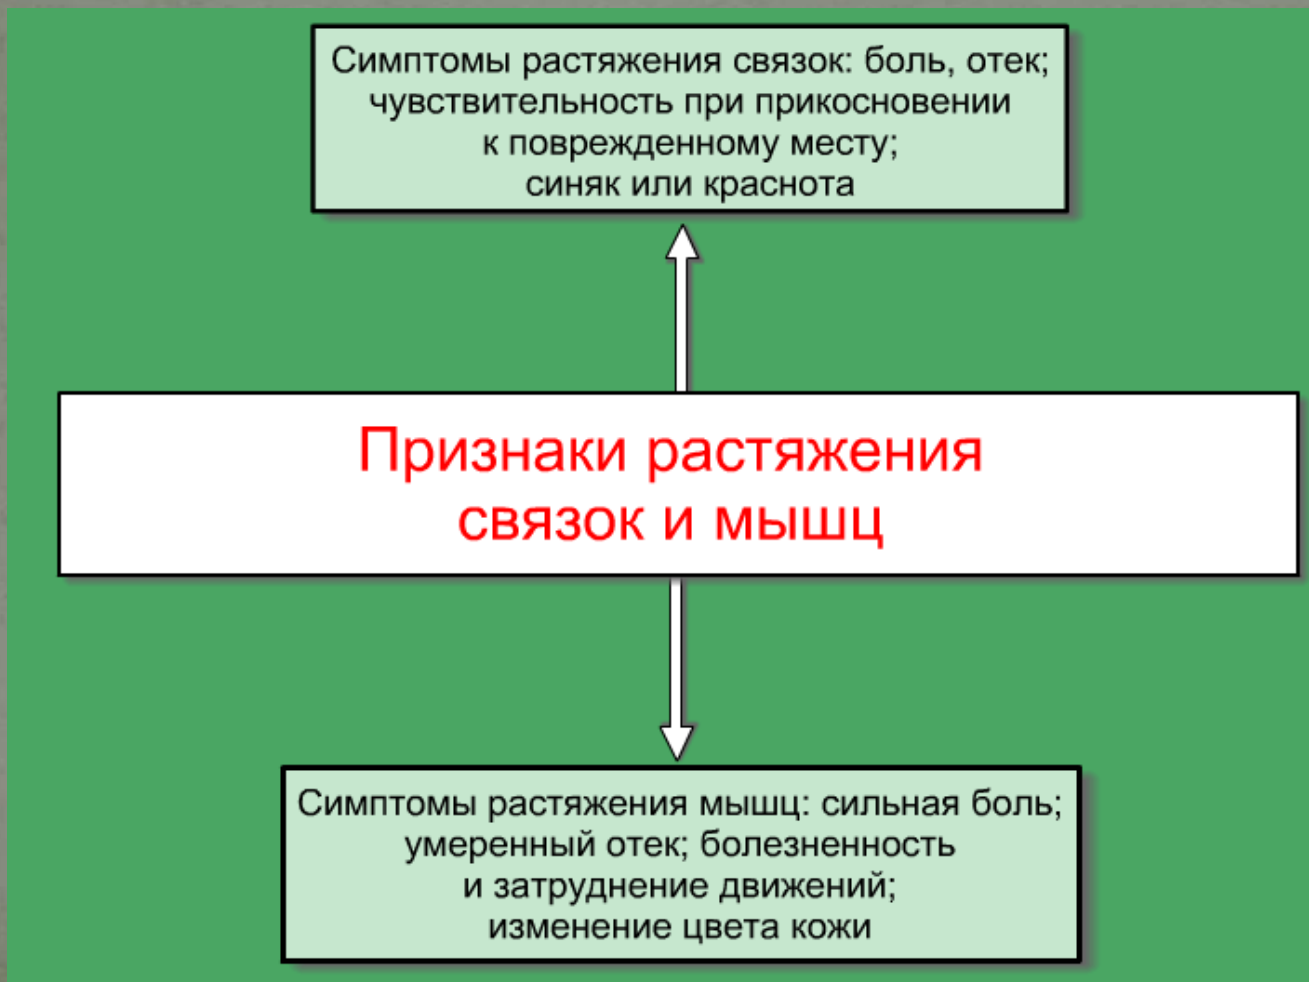 Симптомы растяжения связок: боль, отек;
чувствительность при прикосновении
к поврежденному месту;
синяк или краснота
Признаки растяжения
связок и мышц
Симптомы растяжения мышц: сильная боль;
умеренный отек; болезненность
и затруднение движений;
изменение цвета кожи